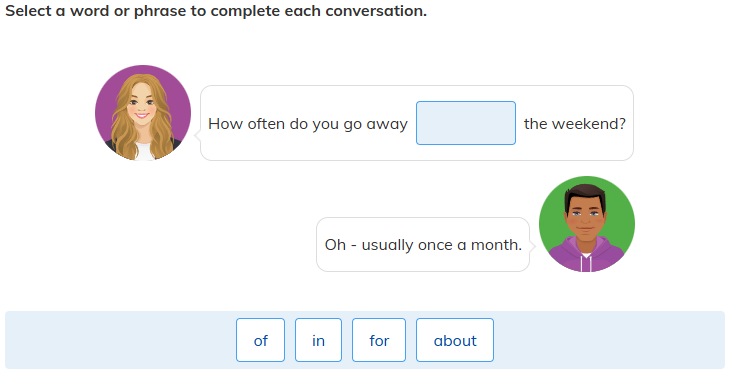 Select a word or phrase to complete each conversation.
How often do you go away the weekend?
Oh - usually once a month.
of in for about